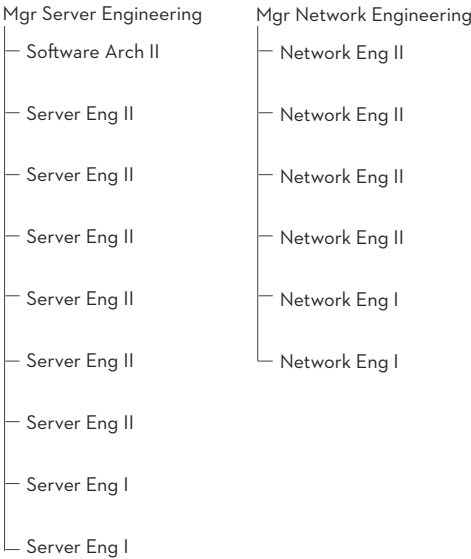 Mgr Server Engineering
Software Arch II
Server Eng II
Server Eng II
Server Eng II
Server Eng II
Server Eng II
Server Eng II
Server Eng I
Server Eng I
Mgr Network Engineering
Network Eng II
Network Eng II
Network Eng II
Network Eng II
Network Eng I
Network Eng I